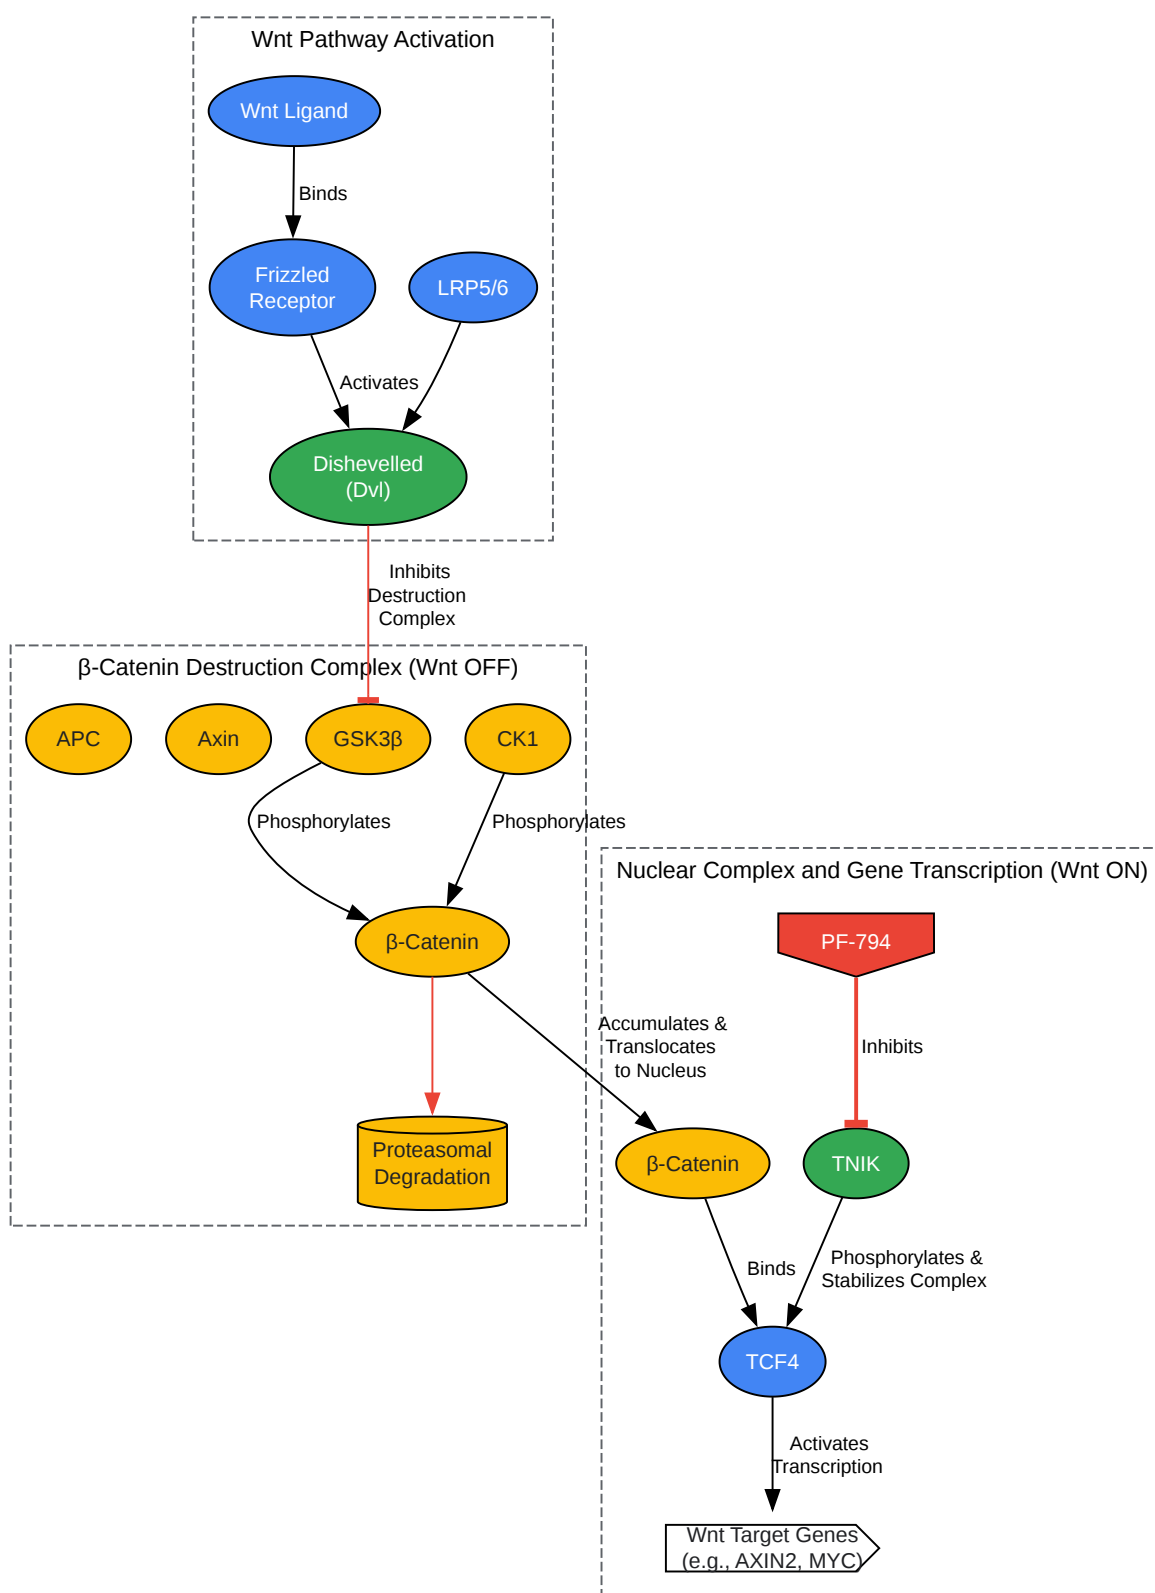 Wnt Pathway Activation
Wnt Ligand
Binds
Frizzled
Receptor
LRP5/6
Activates
Dishevelled
(Dvl)
Inhibits
Destruction
Complex
β-Catenin Destruction Complex (Wnt OFF)
APC
Axin
GSK3β
CK1
Phosphorylates
Phosphorylates
β-Catenin
Proteasomal
Degradation
Accumulates &
Translocates
to Nucleus
Nuclear Complex and Gene Transcription (Wnt ON)
PF-794
Inhibits
β-Catenin
TNIK
Binds
Phosphorylates &
Stabilizes Complex
TCF4
Activates
Transcription
Wnt Target Genes
(e.g., AXIN2, MYC)